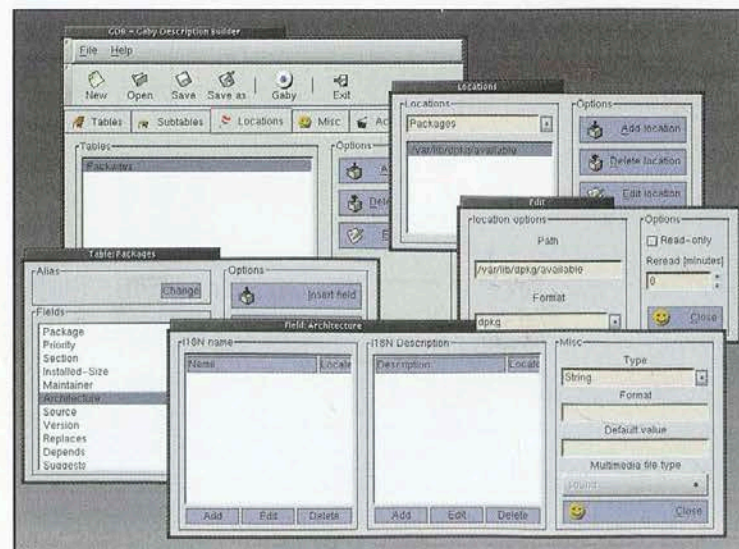 GDB - Gaby Description Builder
File Help
New Open Save Save as Gaby Exit
Tables Subtables Locations Misc
Tables
Packages
Options
Locations
Locations
Packages
/var/lib/dpkg/available
Options
Add location
Delete location
Edit location
Edit
location options
Path
/var/lib/dpkg/available
Format
dpkg
Options
Read-only
Reread [minutes]
0
Close
Table: Packages
Alias
Change
Fields
Package
Priority
Section
Installed-Size
Maintainer
Architecture
Source
Version
Replaces
Depends
Suggests
Options
Insert field
Field: Architecture
I18N name
Name Locale
Add Edit Delete
I18N Description
Description Locale
Add Edit Delete
Misc
Type
String
Format
Default value
Multimedia file type
sound
Close